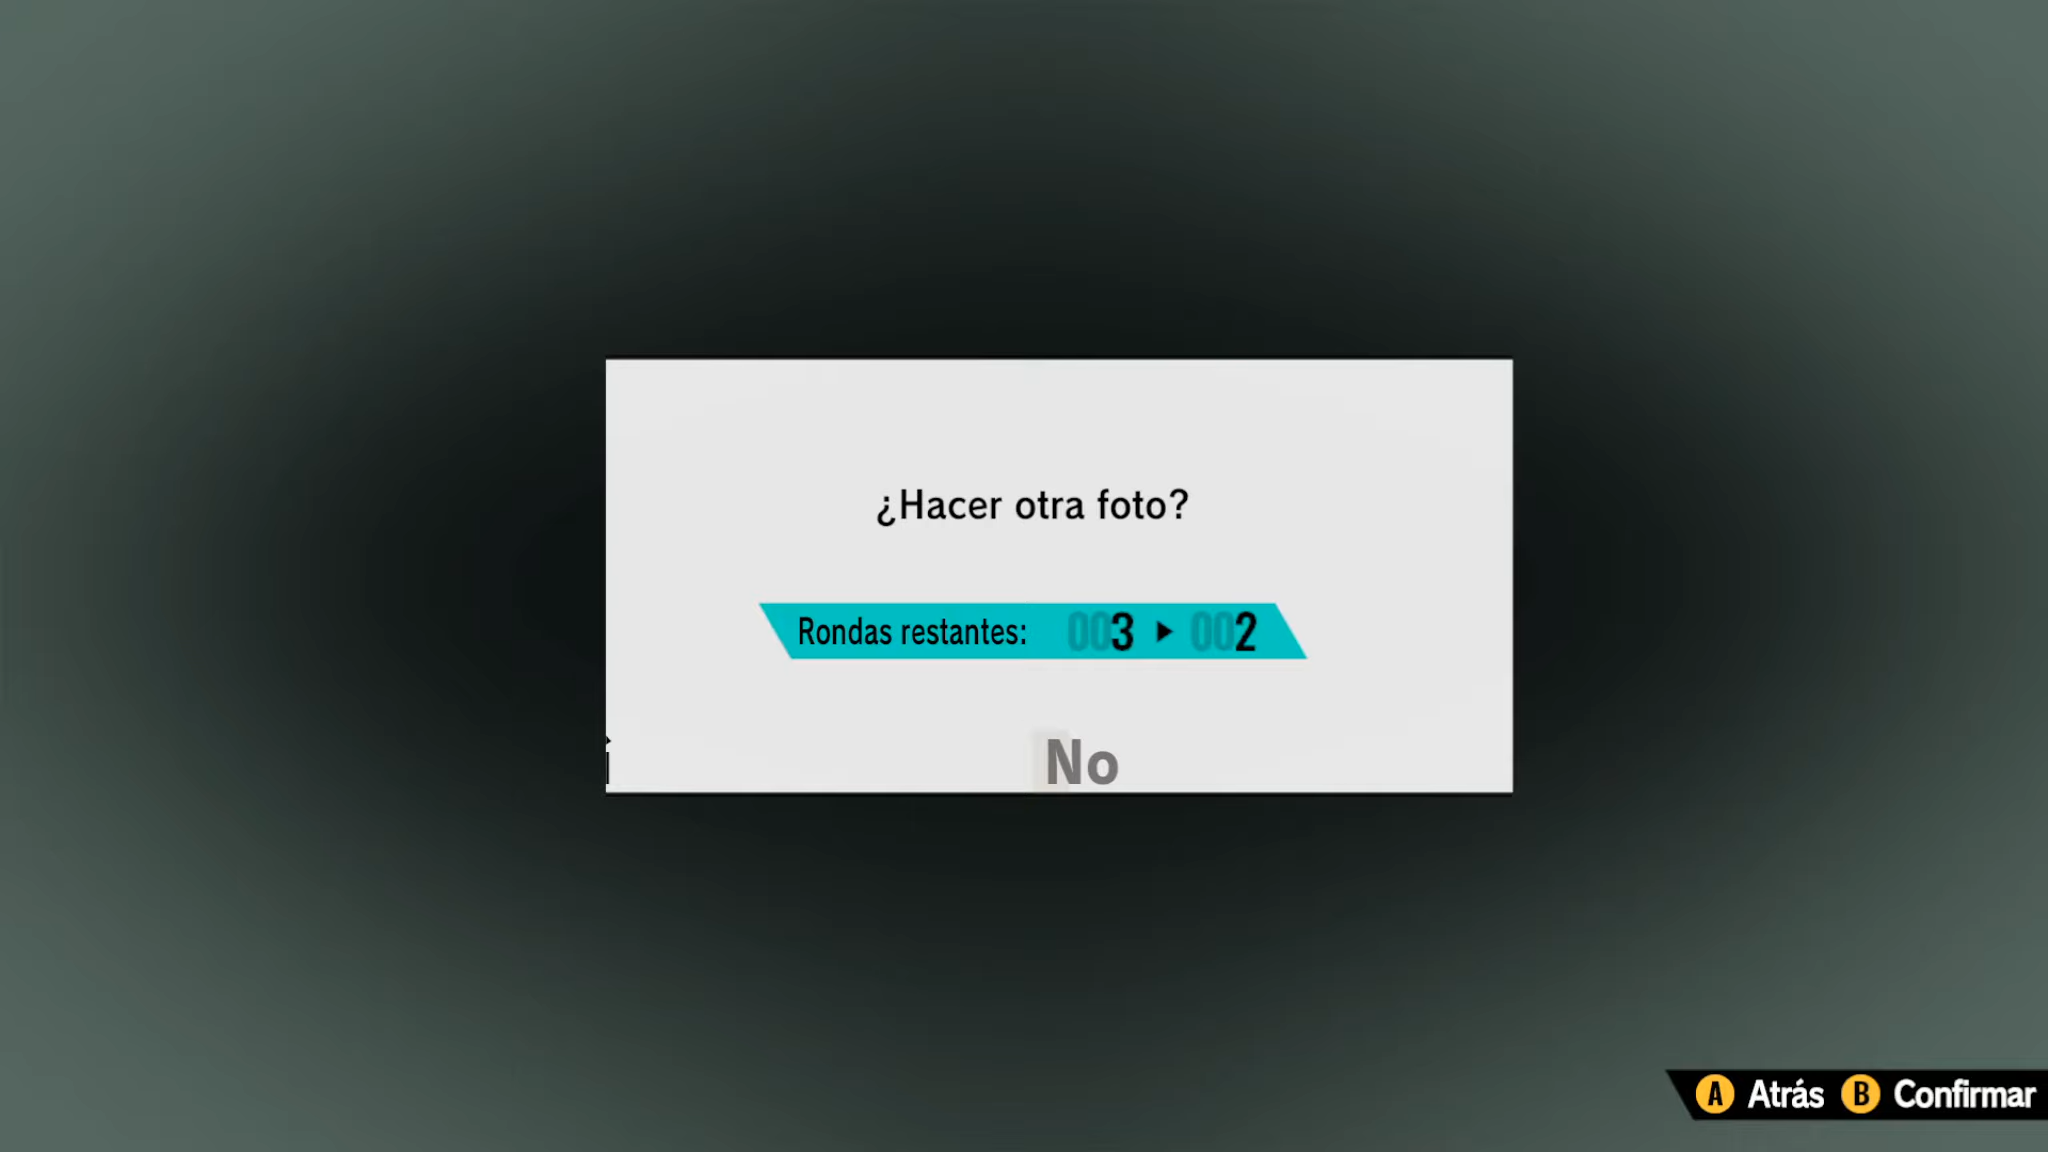 ¿Hacer otra foto?
Rondas restantes: 003 ▶ 002
No
A Atrás B Confirmar